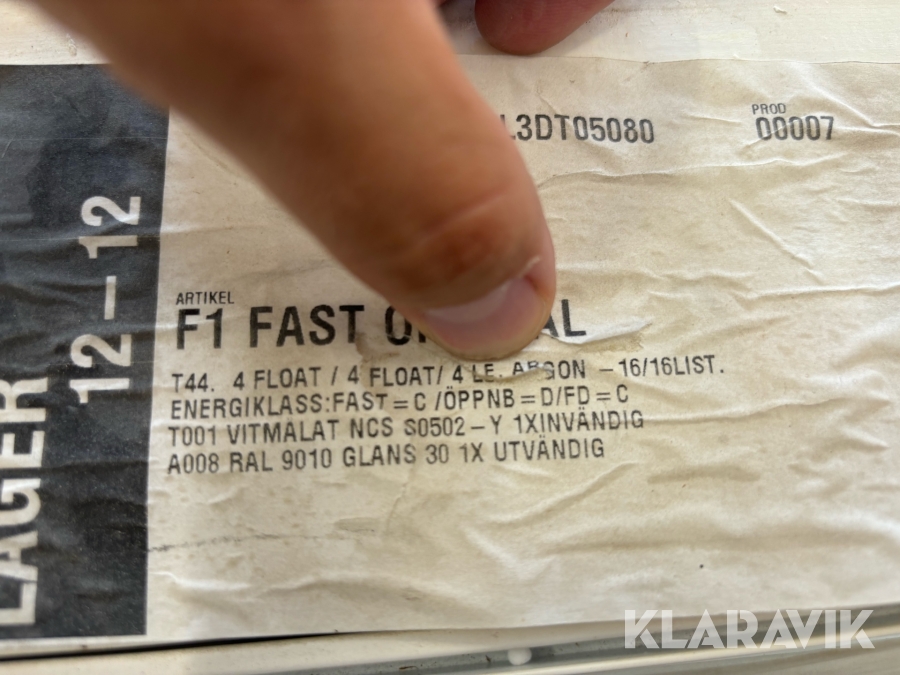 L3DT05080
PROD
00007
LAGER
12-12
ARTIKEL
F1 FAST
T44. 4 FLOAT / 4 FLOAT/ 4 LE. ARGON -16/16LIST.
ENERGIKLASS:FAST=C /ÖPPNB=D/FD=C
T001 VITMÅLAT NCS S0502-Y 1XINVÄNDIG
A008 RAL 9010 GLANS 30 1X UTVÄNDIG
KLARAVIK